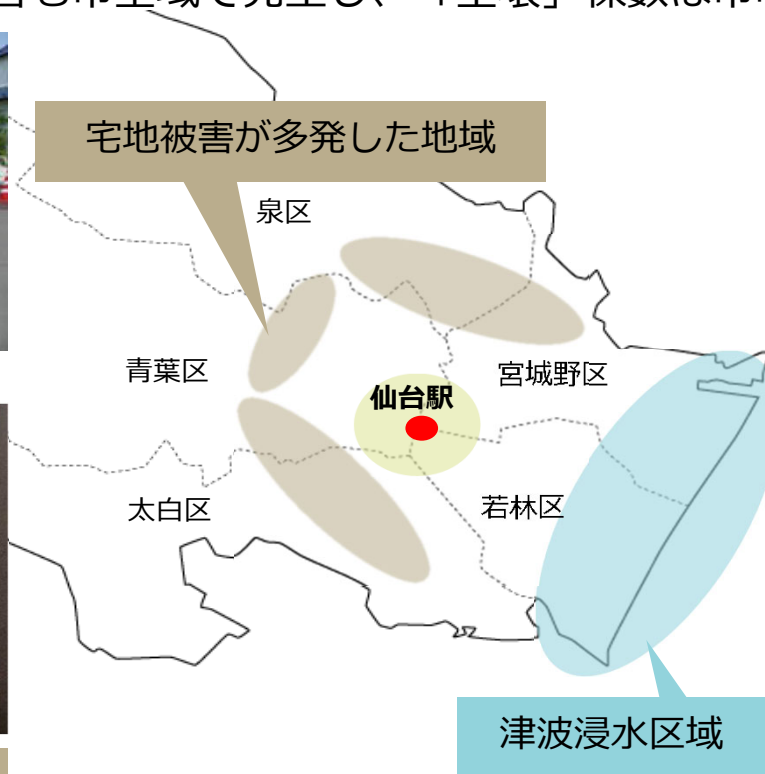 宅地被害が多発した地域
泉区
青葉区
宮城野区
仙台駅
太白区
若林区
津波浸水区域